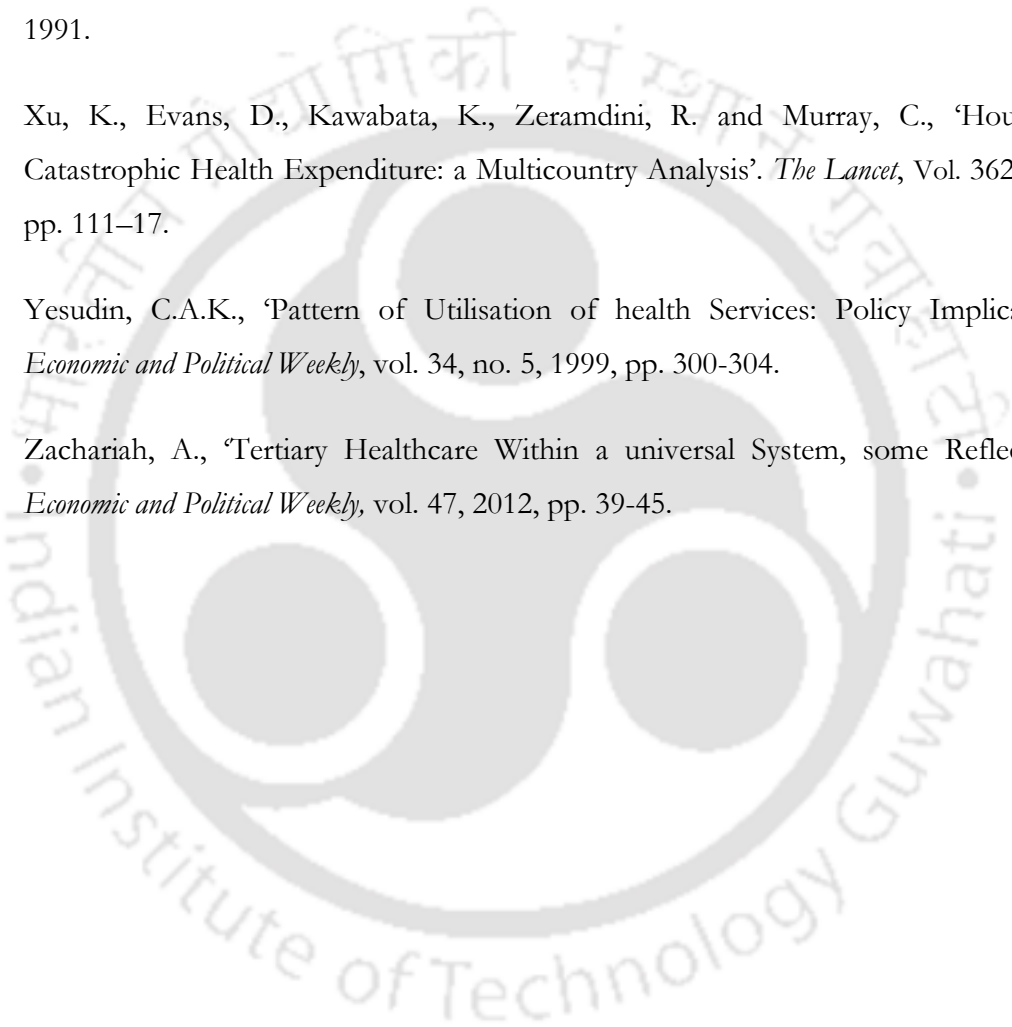 1991.
Xu, K., Evans, D., Kawabata, K., Zeramdini, R. and Murray, C., ‘Hou
Catastrophic Health Expenditure: a Multicountry Analysis’. The Lancet, Vol. 362
pp. 111–17.
Yesudin, C.A.K., ‘Pattern of Utilisation of health Services: Policy Implica
Economic and Political Weekly, vol. 34, no. 5, 1999, pp. 300-304.
Zachariah, A., ‘Tertiary Healthcare Within a universal System, some Reflec
Economic and Political Weekly, vol. 47, 2012, pp. 39-45.
भारतीय प्रौद्योगिकी संस्थान गुवाहाटी
Indian Institute of Technology Guwahati